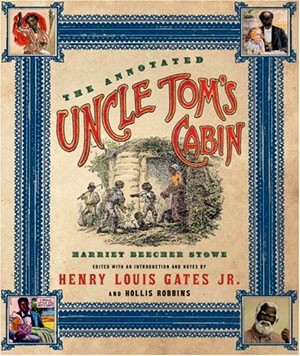 THE ANNOTATED
UNCLE TOM'S
CABIN
HARRIET BEECHER STOWE
EDITED WITH AN INTRODUCTION AND NOTES BY
HENRY LOUIS GATES JR.
AND HOLLIS ROBBINS